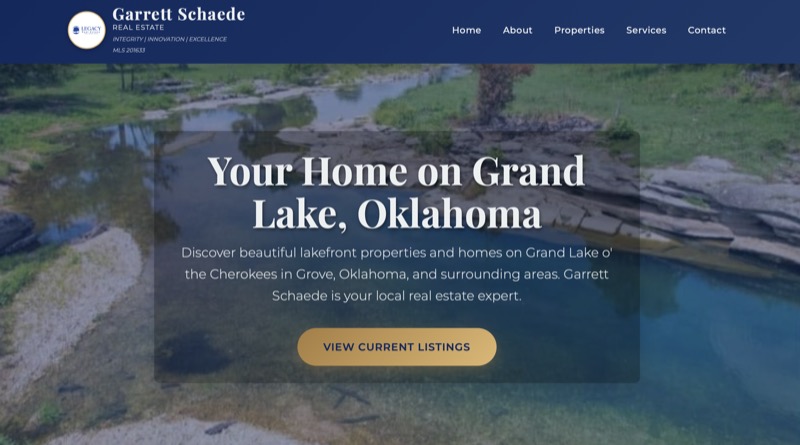 Garrett Schaede
REAL ESTATE
INTEGRITY | INNOVATION | EXCELLENCE
MLS 201633
LEGACY
Home
About
Properties
Services
Contact
Your Home on Grand
Lake, Oklahoma
Discover beautiful lakefront properties and homes on Grand Lake o'
the Cherokees in Grove, Oklahoma, and surrounding areas. Garrett
Schaede is your local real estate expert.
VIEW CURRENT LISTINGS